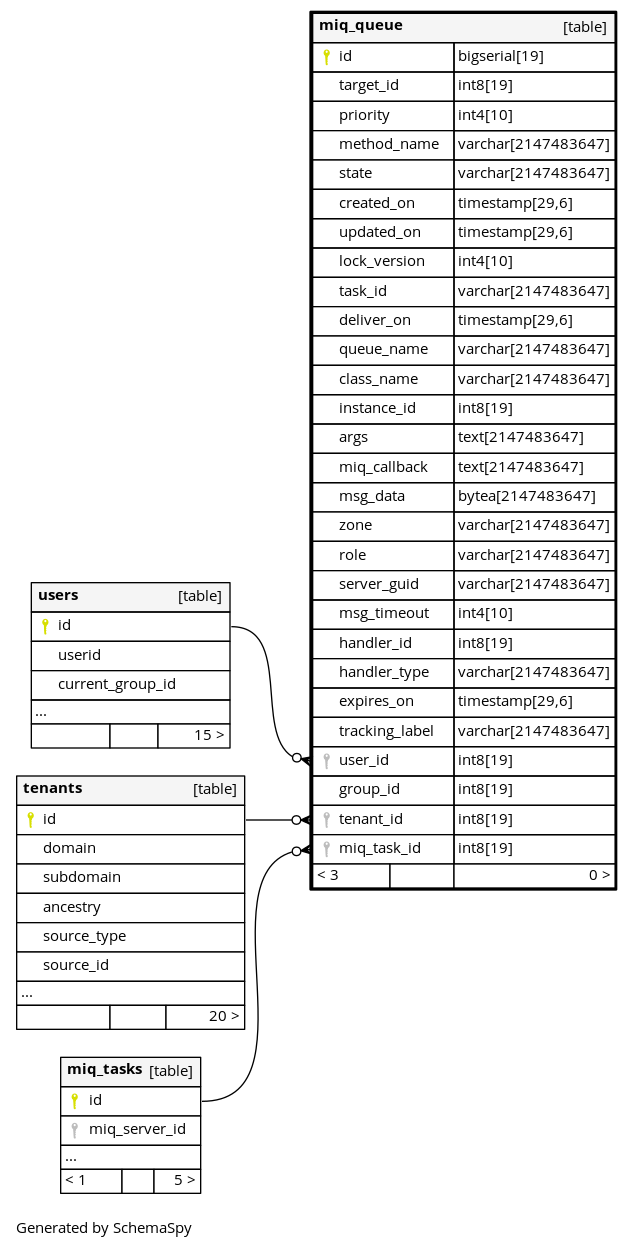 miq_queue [table]
id bigserial[19]
target_id int8[19]
priority int4[10]
method_name varchar[2147483647]
state varchar[2147483647]
created_on timestamp[29,6]
updated_on timestamp[29,6]
lock_version int4[10]
task_id varchar[2147483647]
deliver_on timestamp[29,6]
queue_name varchar[2147483647]
class_name varchar[2147483647]
instance_id int8[19]
args text[2147483647]
miq_callback text[2147483647]
msg_data bytea[2147483647]
zone varchar[2147483647]
role varchar[2147483647]
server_guid varchar[2147483647]
msg_timeout int4[10]
handler_id int8[19]
handler_type varchar[2147483647]
expires_on timestamp[29,6]
tracking_label varchar[2147483647]
user_id int8[19]
group_id int8[19]
tenant_id int8[19]
miq_task_id int8[19]
< 3 0 >
users [table]
id
userid
current_group_id
...
15 >
tenants [table]
id
domain
subdomain
ancestry
source_type
source_id
...
20 >
miq_tasks [table]
id
miq_server_id
...
< 1 5 >
Generated by SchemaSpy